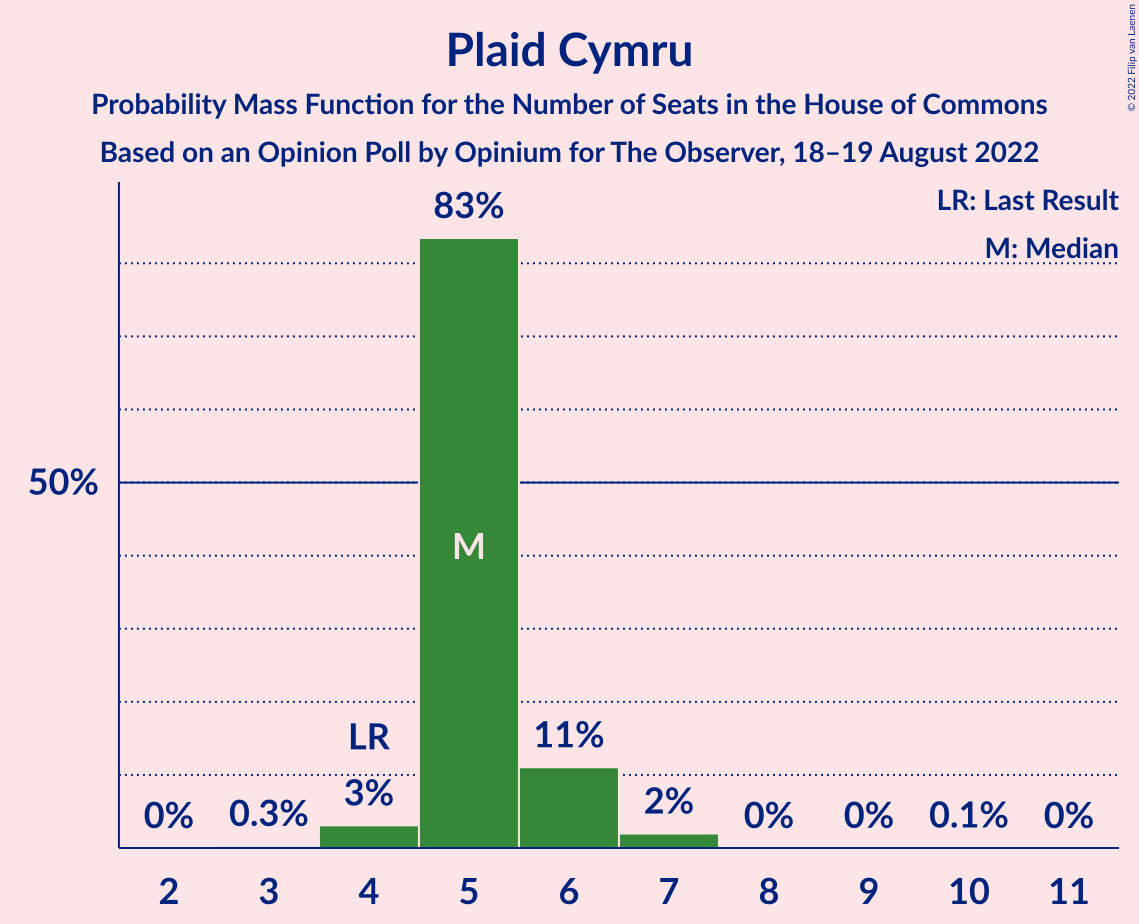 Plaid Cymru
Probability Mass Function for the Number of Seats in the House of Commons
Based on an Opinion Poll by Opinium for The Observer, 18–19 August 2022
© 2022 Filip van Laenen
LR: Last Result
M: Median
83%
50%
M
LR
11%
0%
0.3%
3%
2%
0%
0%
0.1%
0%
2
3
4
5
6
7
8
9
10
11